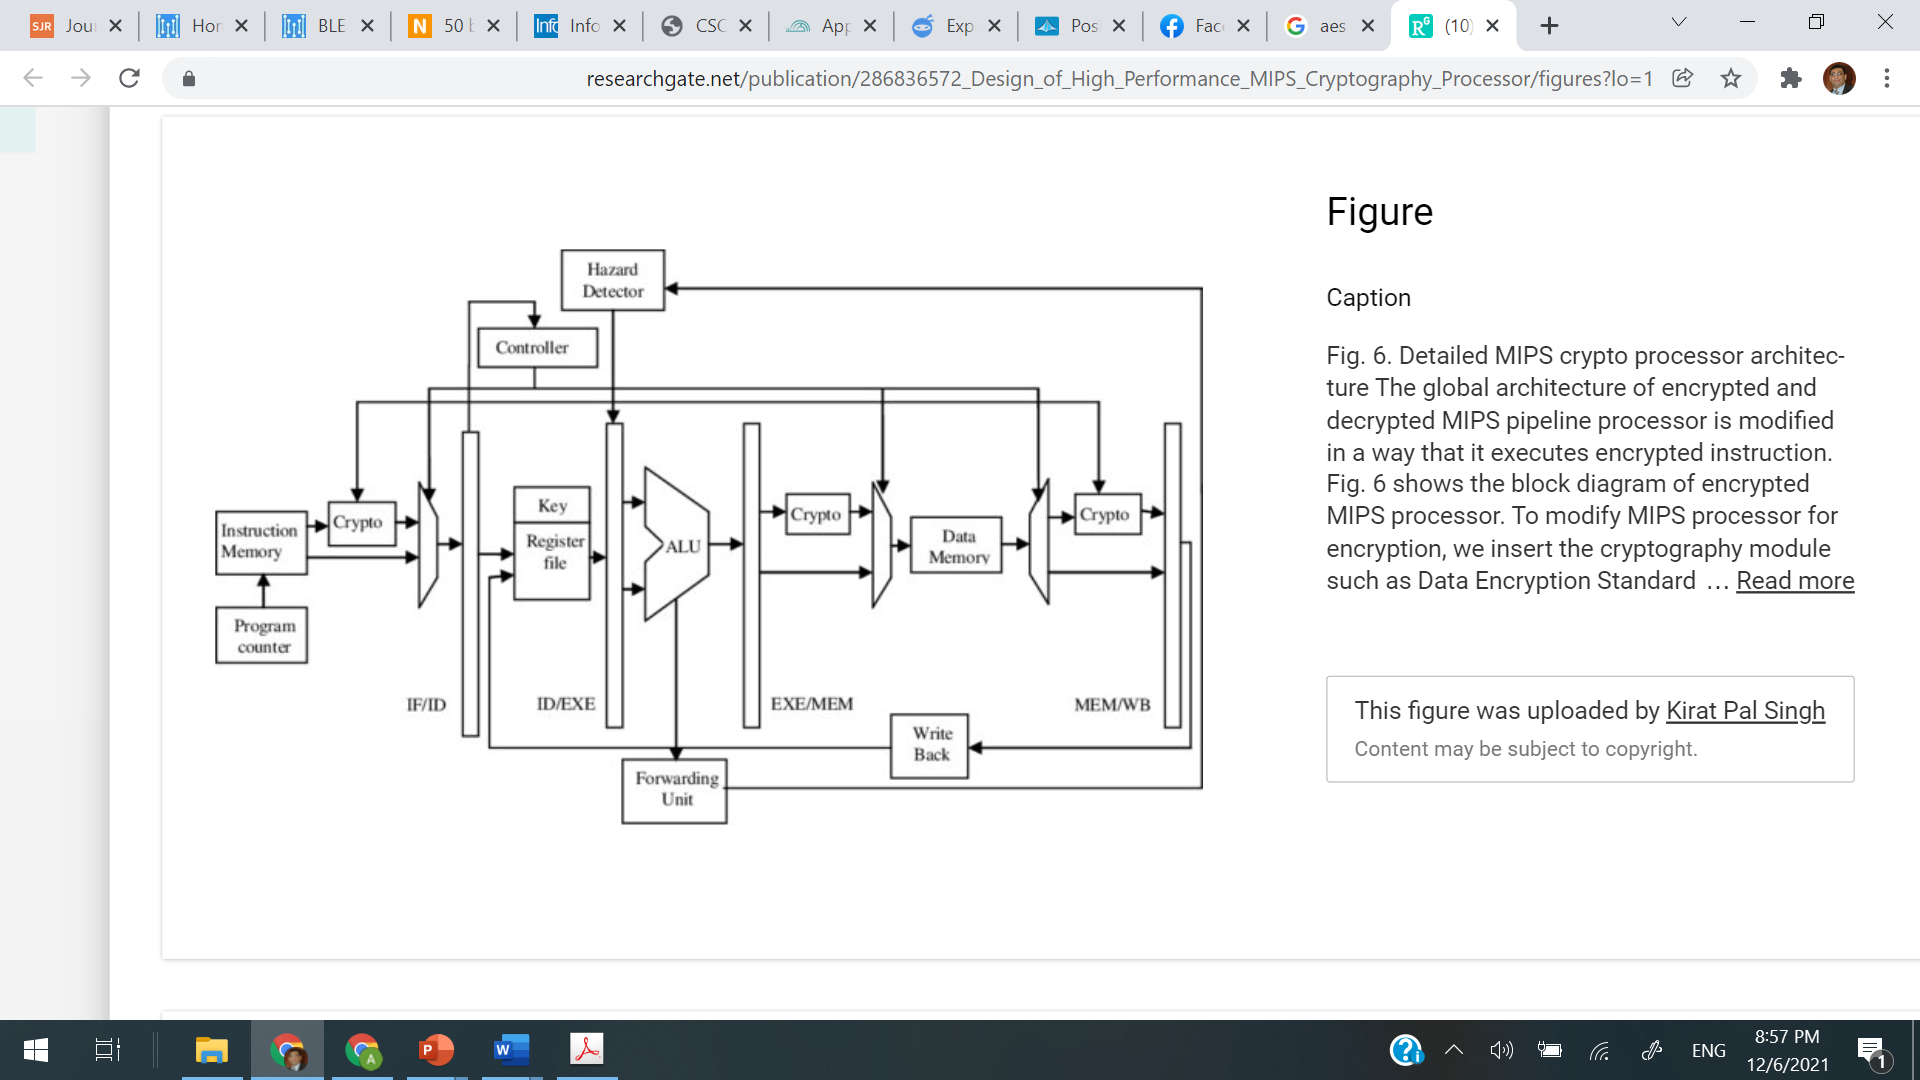 SJR Jour
Hor
BLE
N 50 b
Info Info
CSC
App
Exp
Pos
Fac
aes
RG (10)
researchgate.net/publication/286836572_Design_of_High_Performance_MIPS_Cryptography_Processor/figures?lo=1
Figure
Caption
Fig. 6. Detailed MIPS crypto processor architec-
ture The global architecture of encrypted and
decrypted MIPS pipeline processor is modified
in a way that it executes encrypted instruction.
Fig. 6 shows the block diagram of encrypted
MIPS processor. To modify MIPS processor for
encryption, we insert the cryptography module
such as Data Encryption Standard … Read more
This figure was uploaded by Kirat Pal Singh
Content may be subject to copyright.
Hazard
Detector
Controller
Instruction
Memory
Crypto
Program
counter
Key
Register
file
ALU
Crypto
Data
Memory
Crypto
IF/ID
ID/EXE
EXE/MEM
MEM/WB
Write
Back
Forwarding
Unit
A
P
W
ENG
8:57 PM
12/6/2021
1